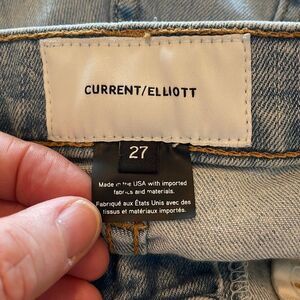 CURRENT/ELLIOTT
27
Made in the USA with imported
fabrics and materials.
Fabriqué aux États Unis avec des
tissus et matériaux importés.